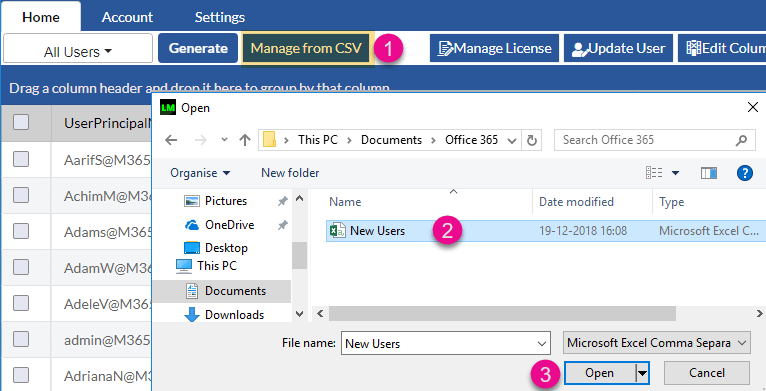 Home Account Settings
All Users Generate Manage from CSV 1 Manage License Update User Edit Colum
Drag a column header and drop it here to group by that column
LM Open
UserPrincipalN
This PC Documents Office 365 Search Office 365
AarifS@M365
Organise New folder ?
AchimM@M365
Pictures Name Date modified Type
Adams@M365
OneDrive New Users 2 19-12-2018 16:08 Microsoft Excel C...
Desktop
AdamW@M365
This PC
AdeleV@M365
Documents
Downloads
admin@M365
File name: New Users Microsoft Excel Comma Separa
AdrianaN@M365
3 Open Cancel